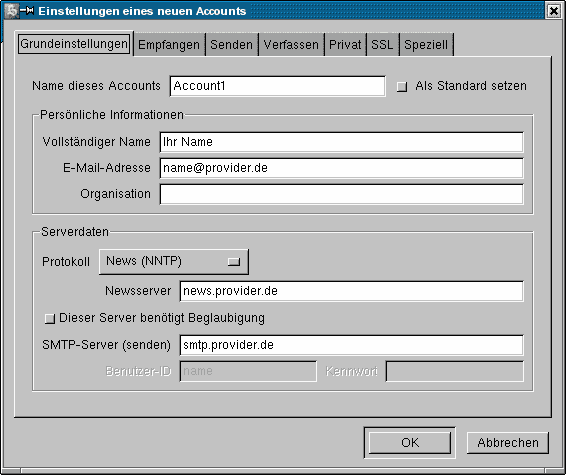 Einstellungen eines neuen Accounts
Grundeinstellungen Empfangen Senden Verfassen Privat SSL Speziell
Name dieses Accounts Account1 Als Standard setzen
Persönliche Informationen
Vollständiger Name Ihr Name
E-Mail-Adresse name@provider.de
Organisation
Serverdaten
Protokoll News (NNTP)
Newsserver news.provider.de
Dieser Server benötigt Beglaubigung
SMTP-Server (senden) smtp.provider.de
Benutzer-ID name Kennwort
OK Abbrechen